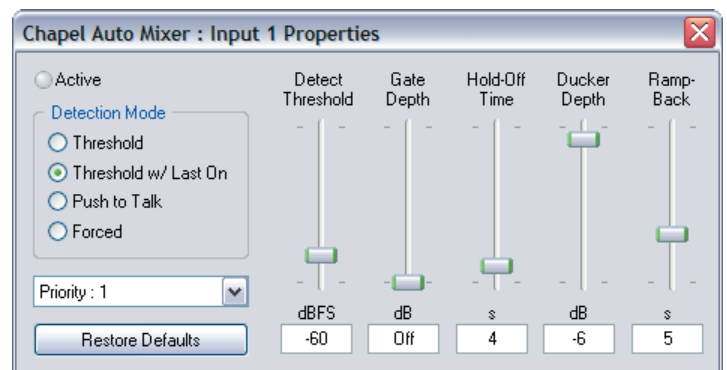 Chapel Auto Mixer : Input 1 Properties
Active
Detection Mode
Threshold
Threshold w/ Last On
Push to Talk
Forced
Priority : 1
Restore Defaults
Detect
Threshold
dBFS
-60
Gate
Depth
dB
Off
Hold-Off
Time
s
4
Ducker
Depth
dB
-6
Ramp-
Back
s
5